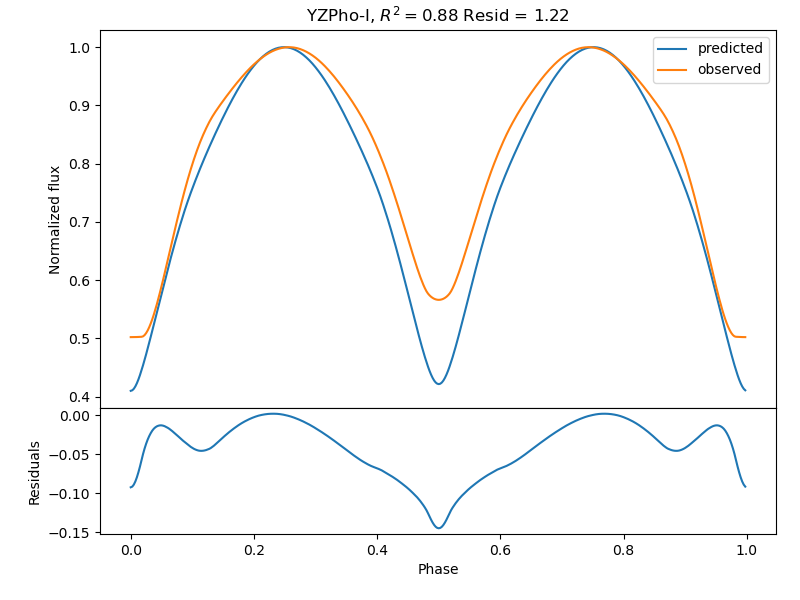 YZPho-I, R² = 0.88 Resid = 1.22
predicted
observed
Normalized flux
1.0
0.9
0.8
0.7
0.6
0.5
0.4
Residuals
0.00
−0.05
−0.10
−0.15
0.0 0.2 0.4 0.6 0.8 1.0
Phase